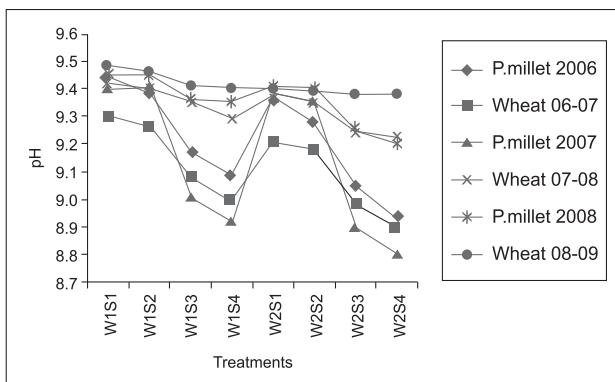 9.6
9.5
9.4
9.3
9.2
9.1
9.0
8.9
8.8
8.7
pH
W1S1
W1S2
W1S3
W1S4
W2S1
W2S2
W2S3
W2S4
Treatments
P.millet 2006
Wheat 06-07
P.millet 2007
Wheat 07-08
P.millet 2008
Wheat 08-09